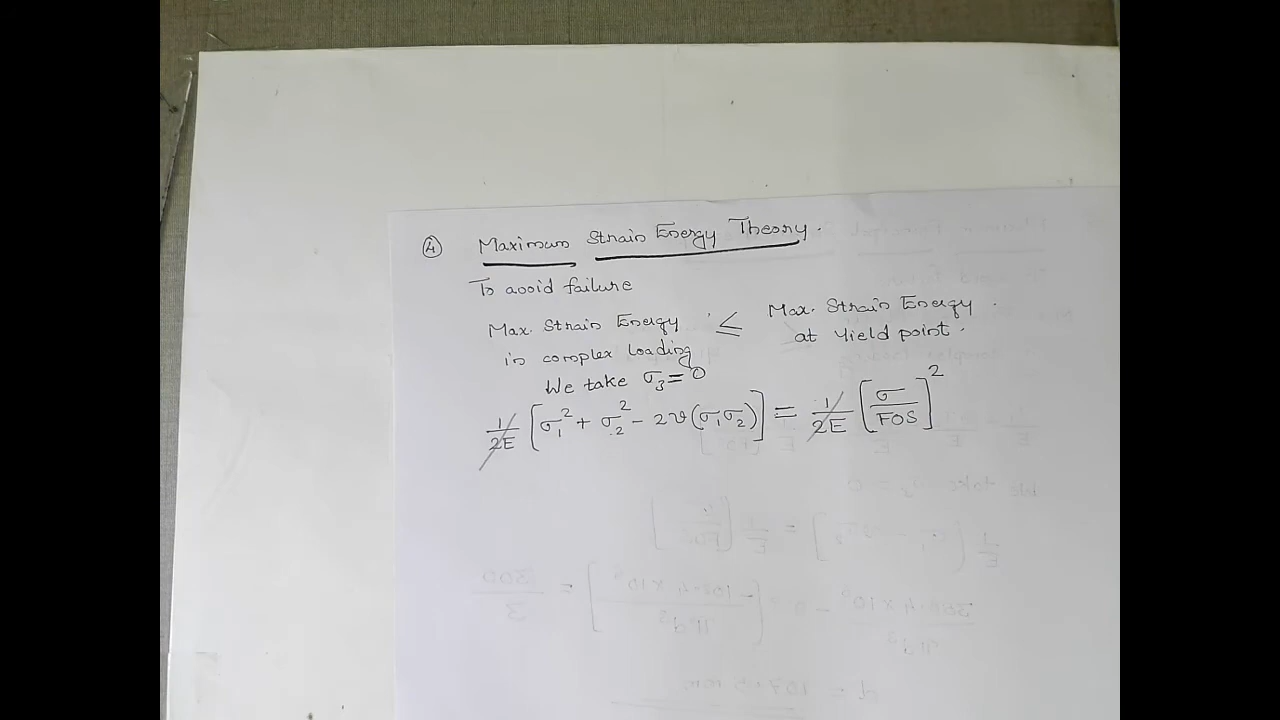 ④ Maximum Strain Energy Theory.
To avoid failure
Max. Strain Energy ≤ Max. Strain Energy
in complex loading at yield point.
We take σ₃ = 0
1/2E [σ₁² + σ₂² - 2ν(σ₁σ₂)] = 1/2E [σ/FOS]²